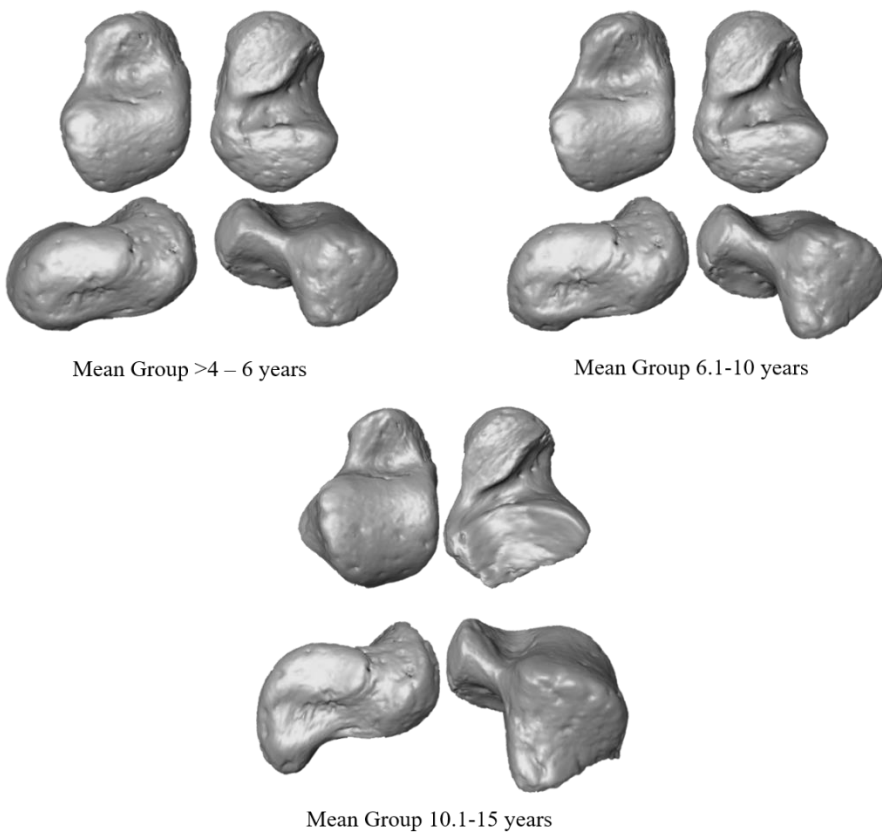 Mean Group >4 – 6 years
Mean Group 6.1-10 years
Mean Group 10.1-15 years